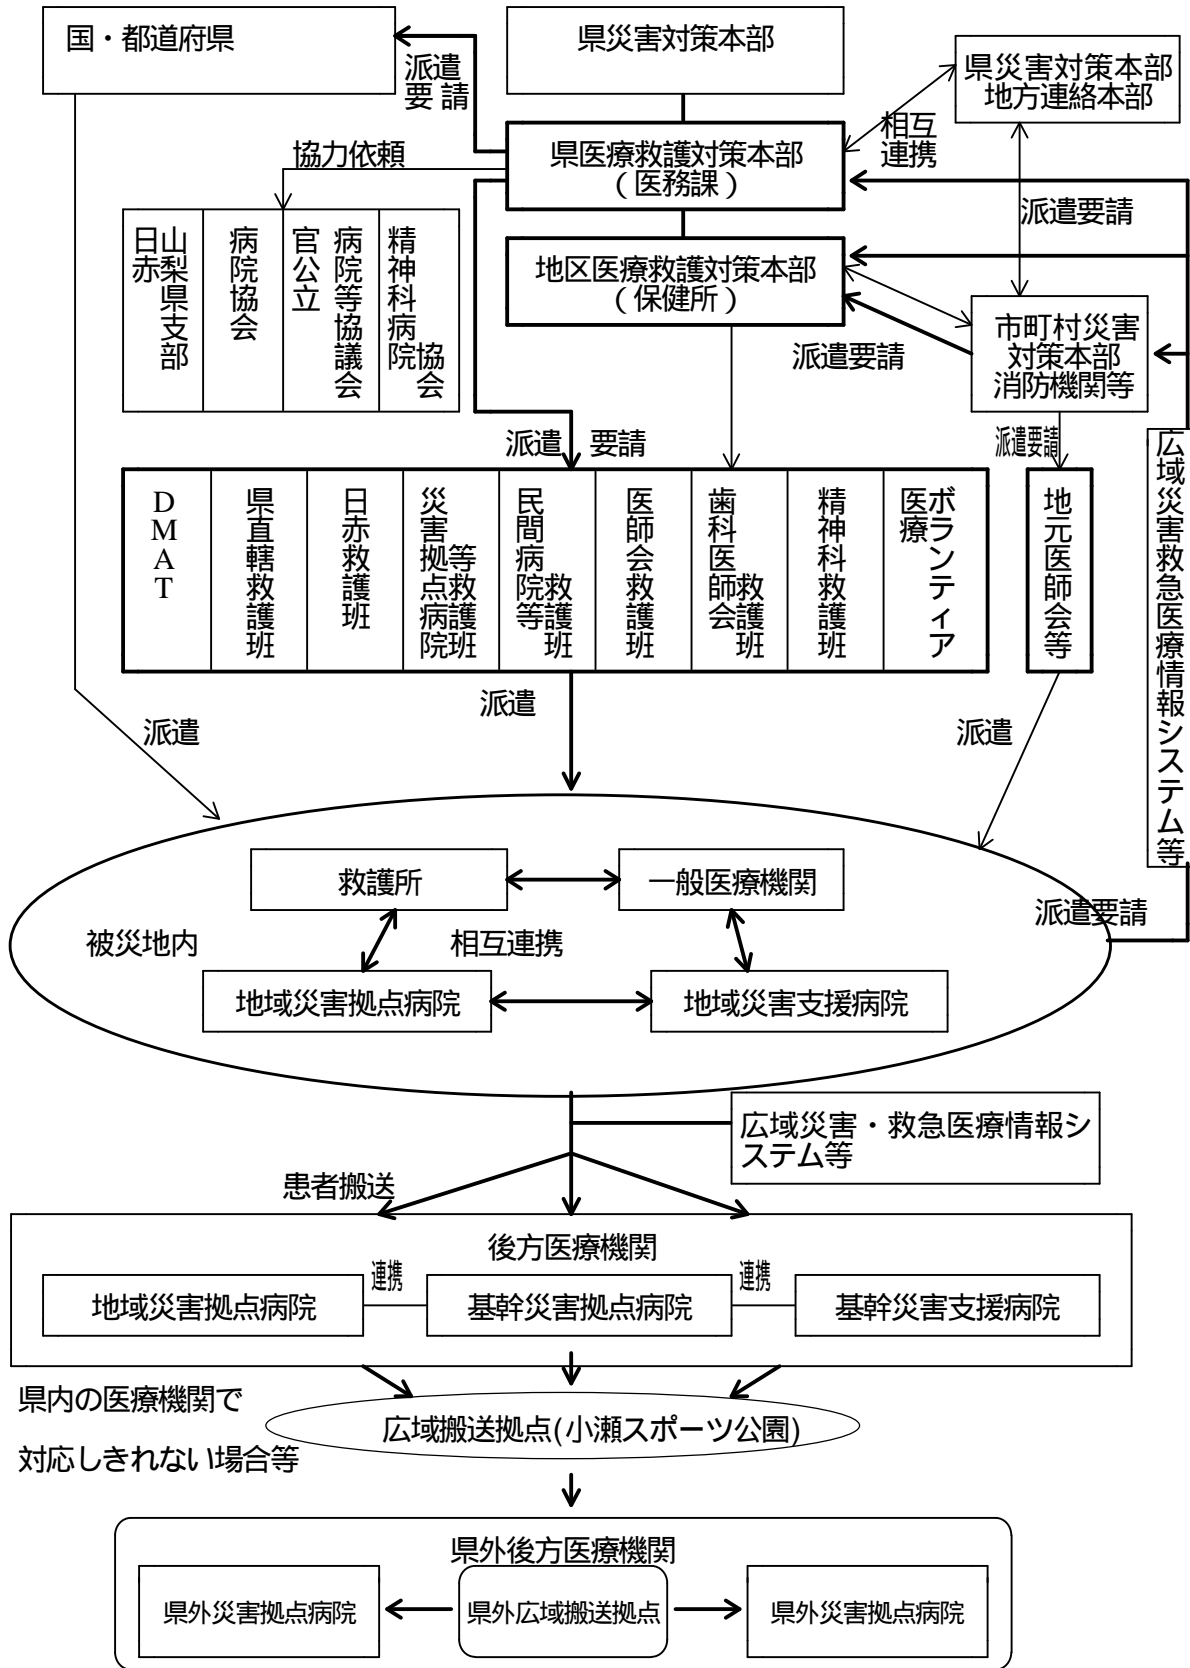 国・都道府県
県災害対策本部
県災害対策本部
地方連絡本部
派遣
要 請
相互
連携
協力依頼
県医療救護対策本部
（医務課）
派遣要請
日赤
山梨県支部
病院協会
官公立
病院等協議会
精神科病院
協会
地区医療救護対策本部
（保健所）
派遣要請
市町村災害
対策本部
消防機関等
派遣
要請
派遣要請
DMAT
県直轄救護班
日赤救護班
災害拠点病院
等救護班
民間病院等
救護班
医師会救護班
歯科医師会
救護班
精神科救護班
医療
ボランティア
地元医師会等
広域災害救急医療情報システム等
派遣
派遣
派遣
救護所
一般医療機関
派遣要請
被災地内
相互連携
地域災害拠点病院
地域災害支援病院
広域災害・救急医療情報シ
ステム等
患者搬送
後方医療機関
連携
連携
地域災害拠点病院
基幹災害拠点病院
基幹災害支援病院
県内の医療機関で
対応しきれない場合等
広域搬送拠点(小瀬スポーツ公園)
県外後方医療機関
県外災害拠点病院
県外広域搬送拠点
県外災害拠点病院